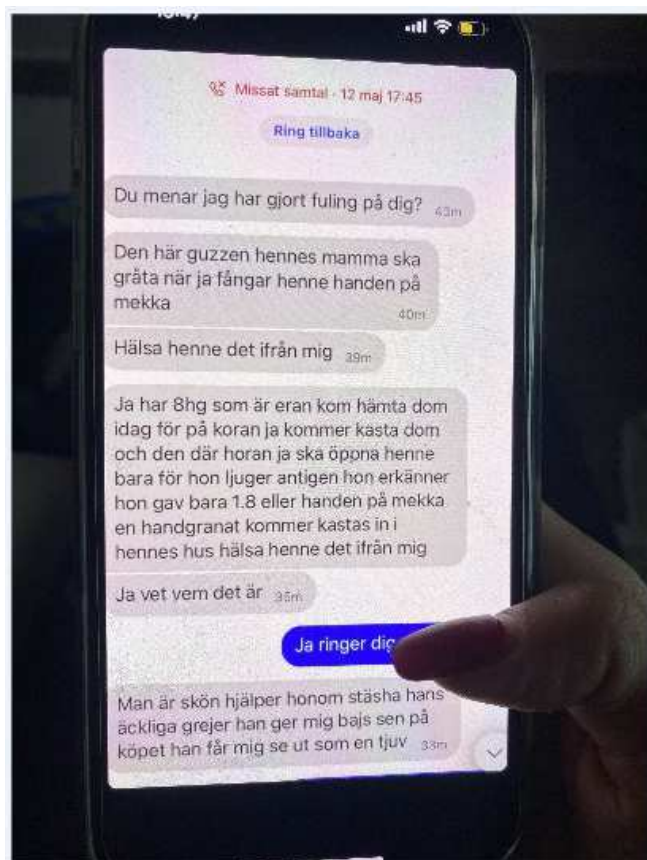 Missat samtal - 12 maj 17:45
Ring tillbaka
Du menar jag har gjort fuling på dig? 43m
Den här guzzen hennes mamma ska
gråta när ja fångar henne handen på
mekka
40m
Hälsa henne det ifrån mig 39m
Ja har 8hg som är eran kom hämta dom
idag för på koran ja kommer kasta dom
och den där horan ja ska öppna henne
bara för hon ljuger antigen hon erkänner
hon gav bara 1.8 eller handen på mekka
en handgranat kommer kastas in i
hennes hus hälsa henne det ifrån mig
Ja vet vem det är 35m
Ja ringer dig
Man är skön hjälper honom stäsha hans
äckliga grejer han ger mig bajs sen på
köpet han får mig se ut som en tjuv 33m